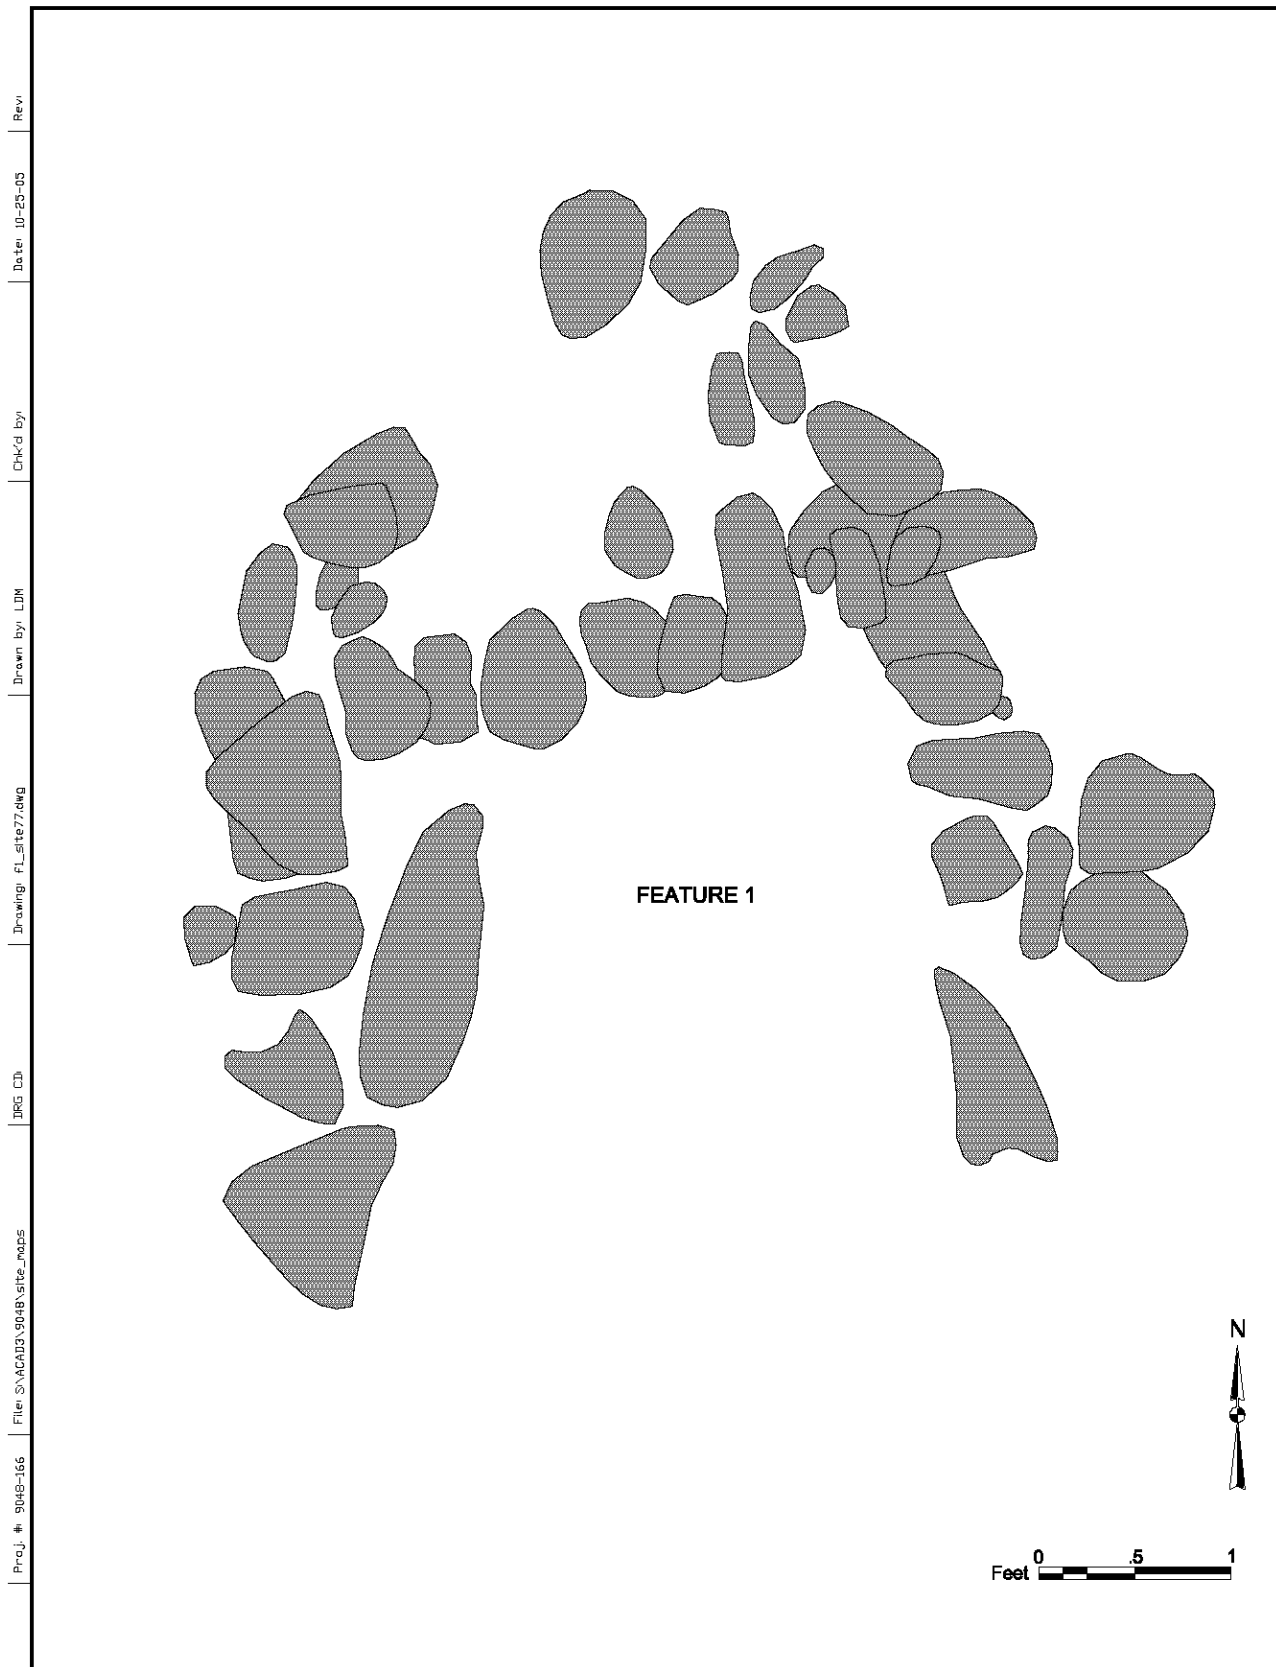 Rev:
Date: 10-25-05
Chk'd by:
Drawn by: LDM
Drawing: f1_site77.dwg
DRG CD:
File: S:\ACAD3\9048\site_maps
Proj. #: 9048-166
FEATURE 1
N
0 .5 1
Feet